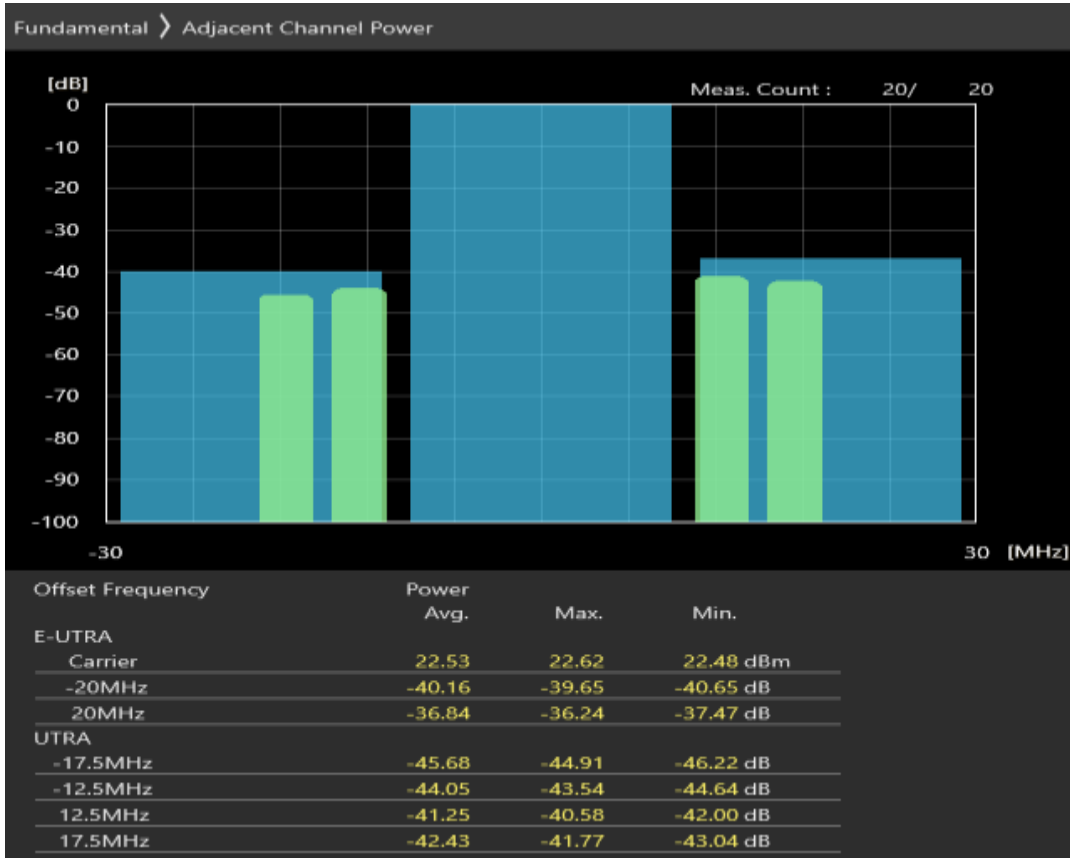 Fundamental ❭ Adjacent Channel Power
[dB]
Meas. Count : 20/ 20
0
-10
-20
-30
-40
-50
-60
-70
-80
-90
-100
-30 30 [MHz]
Offset Frequency Power
Avg. Max. Min.
E-UTRA
Carrier 22.53 22.62 22.48 dBm
-20MHz -40.16 -39.65 -40.65 dB
20MHz -36.84 -36.24 -37.47 dB
UTRA
-17.5MHz -45.68 -44.91 -46.22 dB
-12.5MHz -44.05 -43.54 -44.64 dB
12.5MHz -41.25 -40.58 -42.00 dB
17.5MHz -42.43 -41.77 -43.04 dB